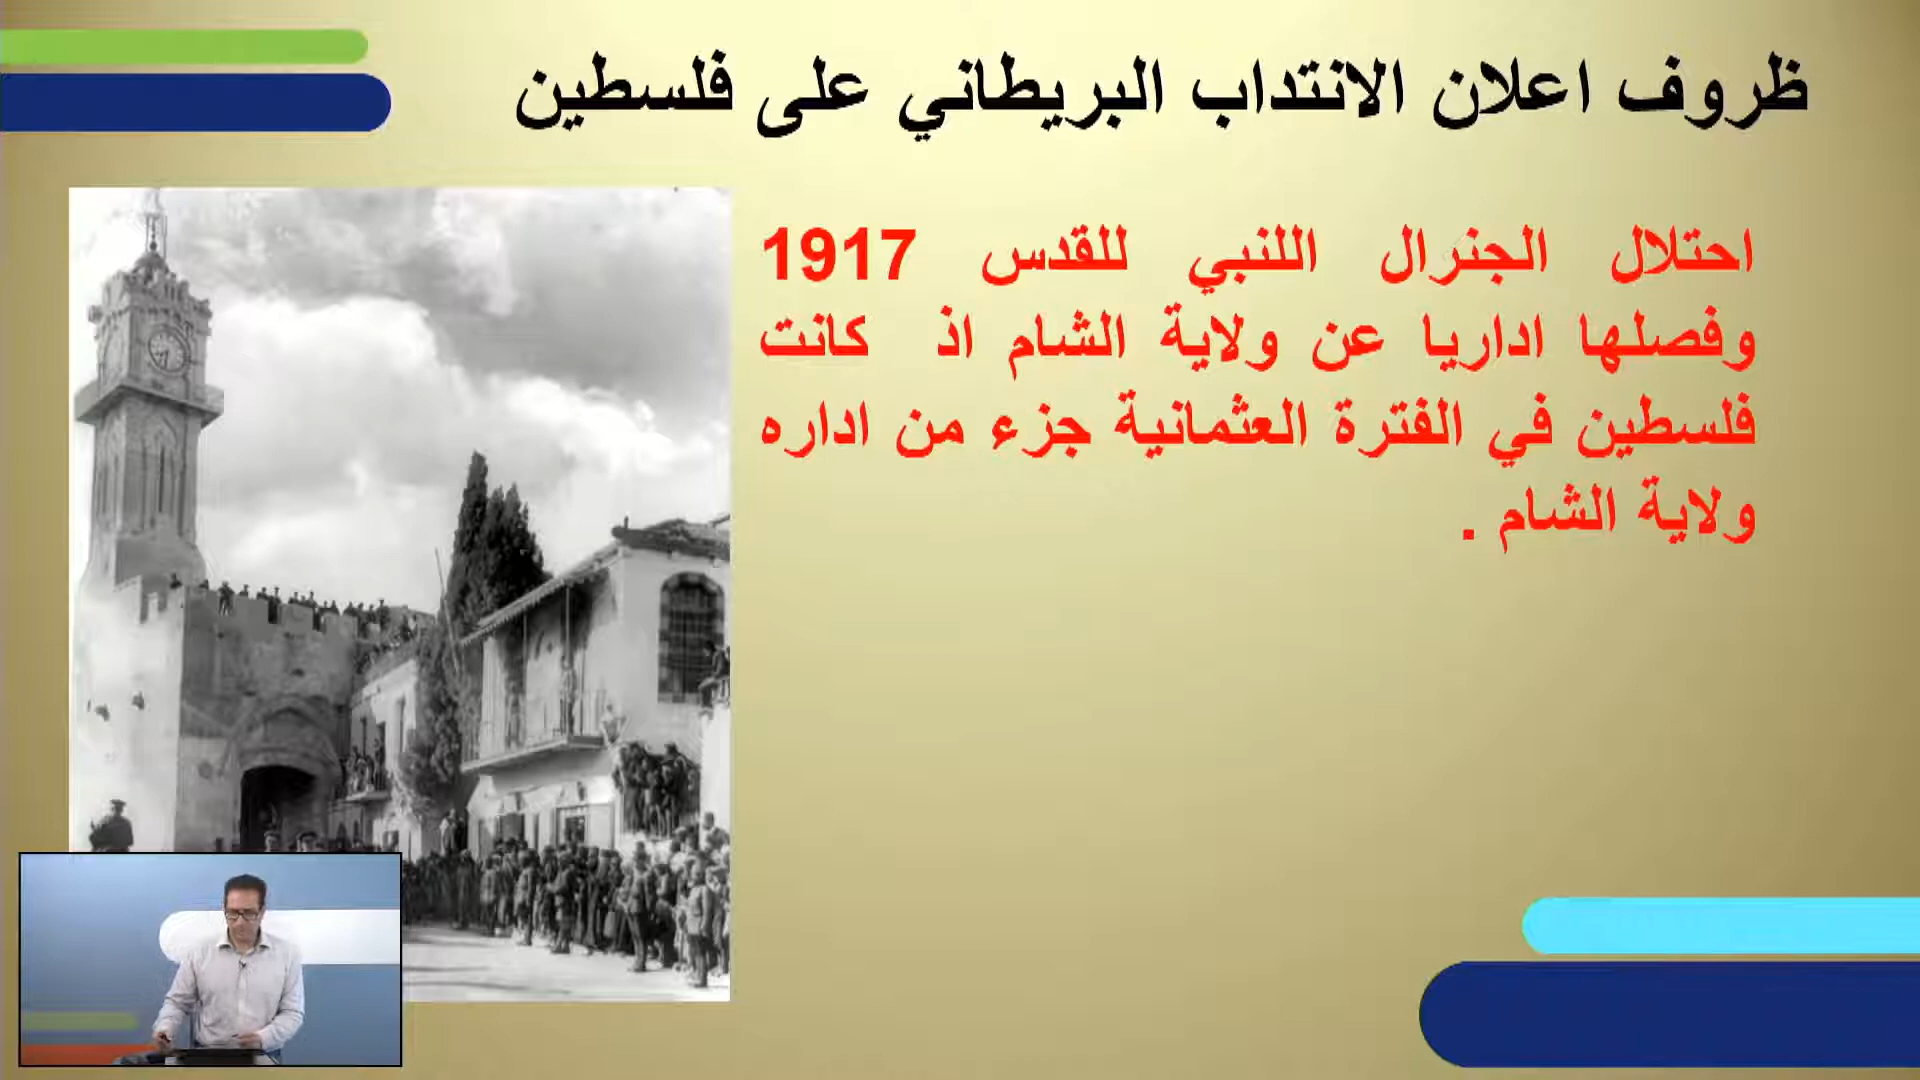 ظروف اعلان الانتداب البريطاني على فلسطين
احتلال الجنرال اللنبي للقدس 1917
وفصلها اداريا عن ولاية الشام اذ كانت
فلسطين في الفترة العثمانية جزء من اداره
ولاية الشام .